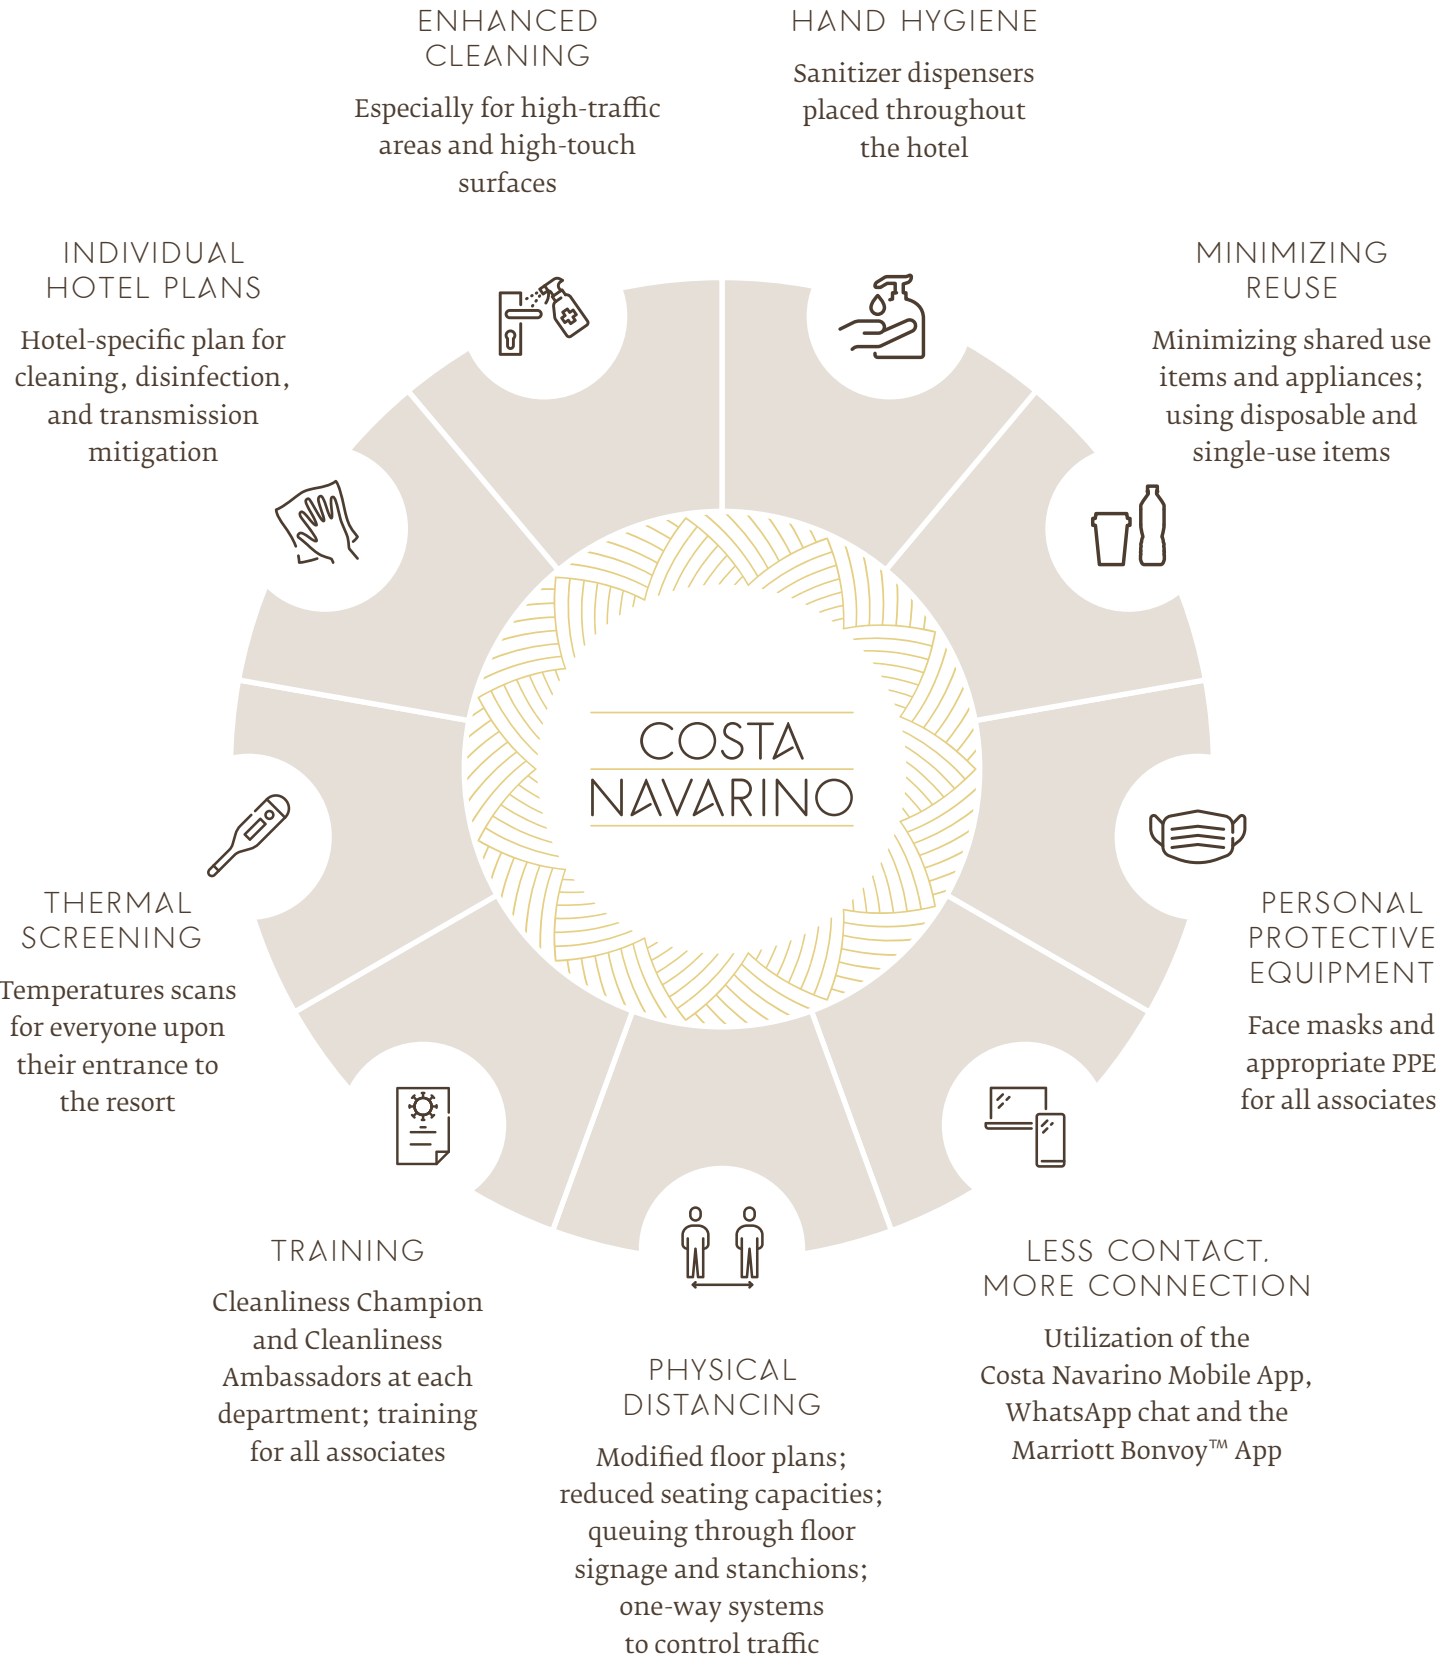 ENHANCED
CLEANING
Especially for high-traffic
areas and high-touch
surfaces
HAND HYGIENE
Sanitizer dispensers
placed throughout
the hotel
INDIVIDUAL
HOTEL PLANS
Hotel-specific plan for
cleaning, disinfection,
and transmission
mitigation
MINIMIZING
REUSE
Minimizing shared use
items and appliances;
using disposable and
single-use items
COSTA
NAVARINO
THERMAL
SCREENING
Temperatures scans
for everyone upon
their entrance to
the resort
PERSONAL
PROTECTIVE
EQUIPMENT
Face masks and
appropriate PPE
for all associates
TRAINING
Cleanliness Champion
and Cleanliness
Ambassadors at each
department; training
for all associates
PHYSICAL
DISTANCING
Modified floor plans;
reduced seating capacities;
queuing through floor
signage and stanchions;
one-way systems
to control traffic
LESS CONTACT.
MORE CONNECTION
Utilization of the
Costa Navarino Mobile App,
WhatsApp chat and the
Marriott Bonvoy™ App